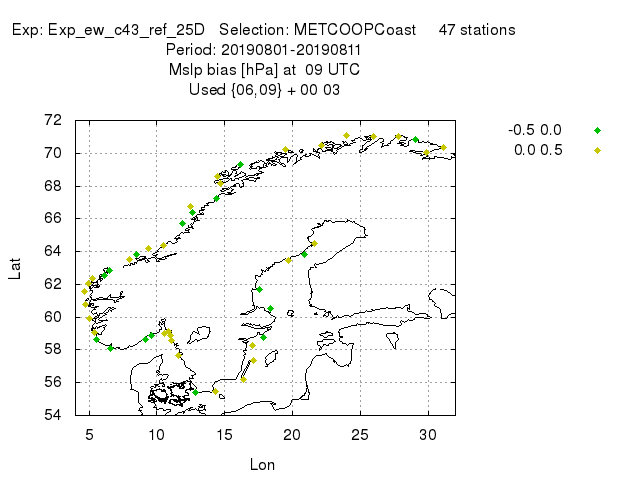 Exp: Exp_ew_c43_ref_25D   Selection: METCOOPCoast     47 stations
Period: 20190801-20190811
Mslp bias [hPa] at  09 UTC
Used {06,09} + 00 03
-0.5 0.0
0.0 0.5
72
70
68
66
64
62
60
58
56
54
Lat
5 10 15 20 25 30
Lon